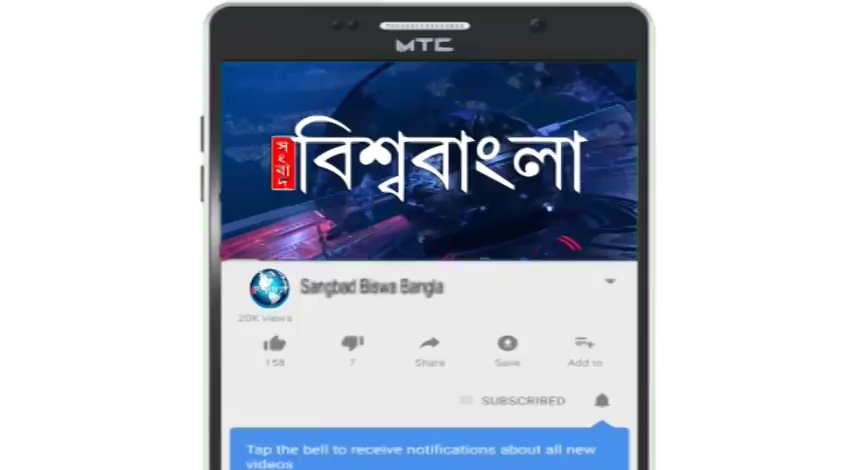 MTC
সংবাদ
বিশ্ববাংলা
Sangbad Biswa Bangla
20K views
158 7 Share Save Add to
SUBSCRIBED
Tap the bell to receive notifications about all new
videos